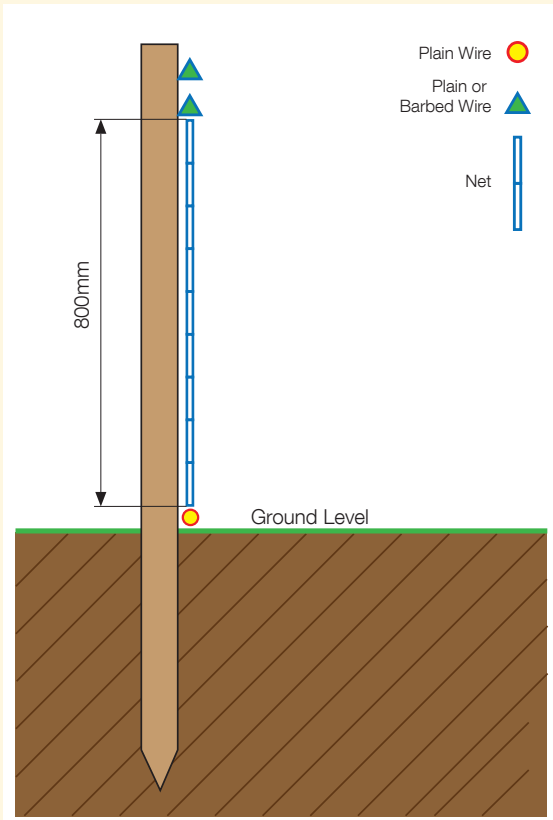 Plain Wire
Plain or
Barbed Wire
Net
800mm
Ground Level